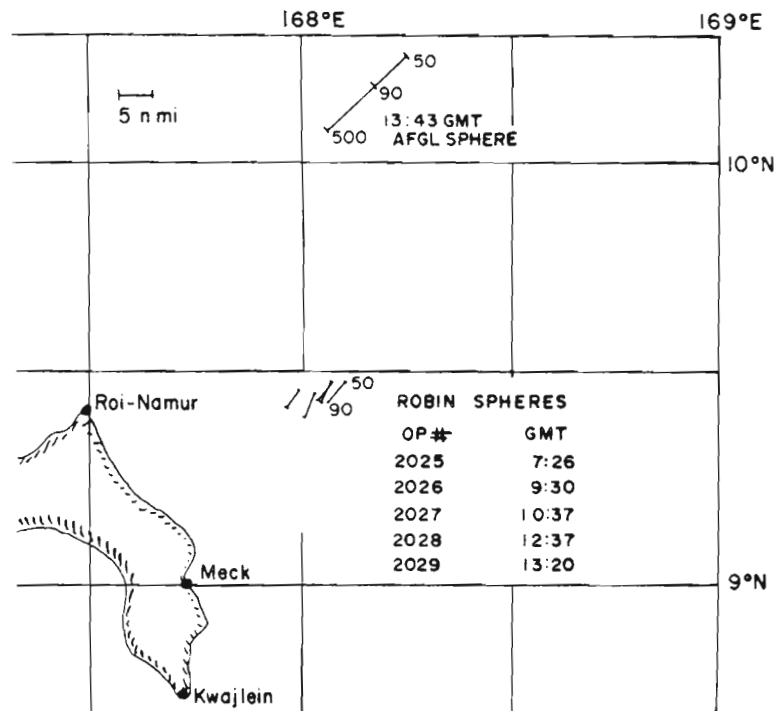 168°E
169°E
50
90
500
5 n mi
13:43 GMT
AFGL SPHERE
10°N
Roi-Namur
50
90
ROBIN SPHERES
OP# GMT
2025 7:26
2026 9:30
2027 10:37
2028 12:37
2029 13:20
Meck
9°N
Kwajlein